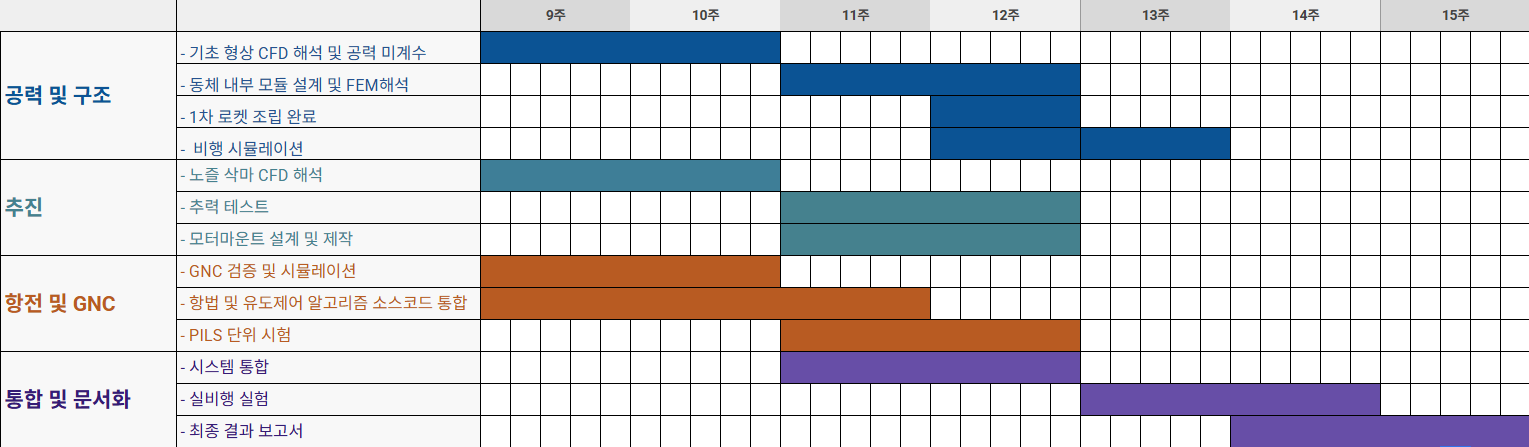 9주 10주 11주 12주 13주 14주 15주
공력 및 구조
- 기초 형상 CFD 해석 및 공력 미계수
- 동체 내부 모듈 설계 및 FEM해석
- 1차 로켓 조립 완료
- 비행 시뮬레이션
추진
- 노즐 삭마 CFD 해석
- 추력 테스트
- 모터마운트 설계 및 제작
항전 및 GNC
- GNC 검증 및 시뮬레이션
- 항법 및 유도제어 알고리즘 소스코드 통합
- PILS 단위 시험
통합 및 문서화
- 시스템 통합
- 실비행 실험
- 최종 결과 보고서